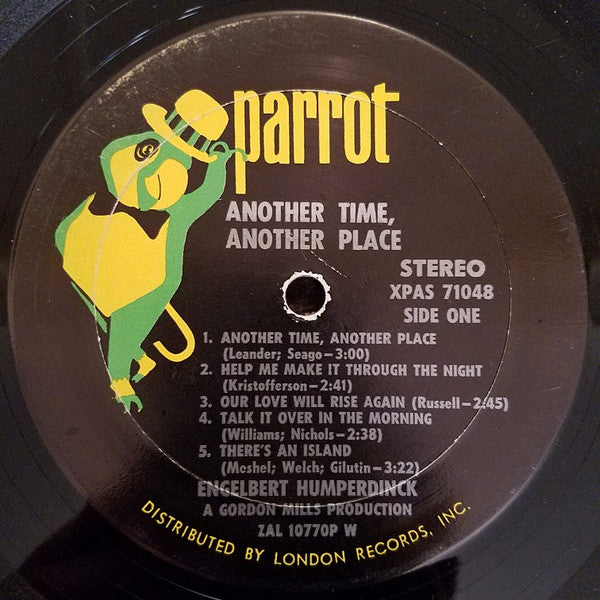 parrot
ANOTHER TIME,
ANOTHER PLACE
STEREO
XPAS 71048
SIDE ONE
1. ANOTHER TIME, ANOTHER PLACE
(Leander; Seago-3:00)
2. HELP ME MAKE IT THROUGH THE NIGHT
(Kristofferson-2:41)
3. OUR LOVE WILL RISE AGAIN (Russell-2:45)
4. TALK IT OVER IN THE MORNING
(Williams; Nichols-2:38)
5. THERE'S AN ISLAND
(Meshel; Welch; Gilutin-3:22)
ENGELBERT HUMPERDINCK
A GORDON MILLS PRODUCTION
ZAL 10770P W
DISTRIBUTED BY LONDON RECORDS, INC.